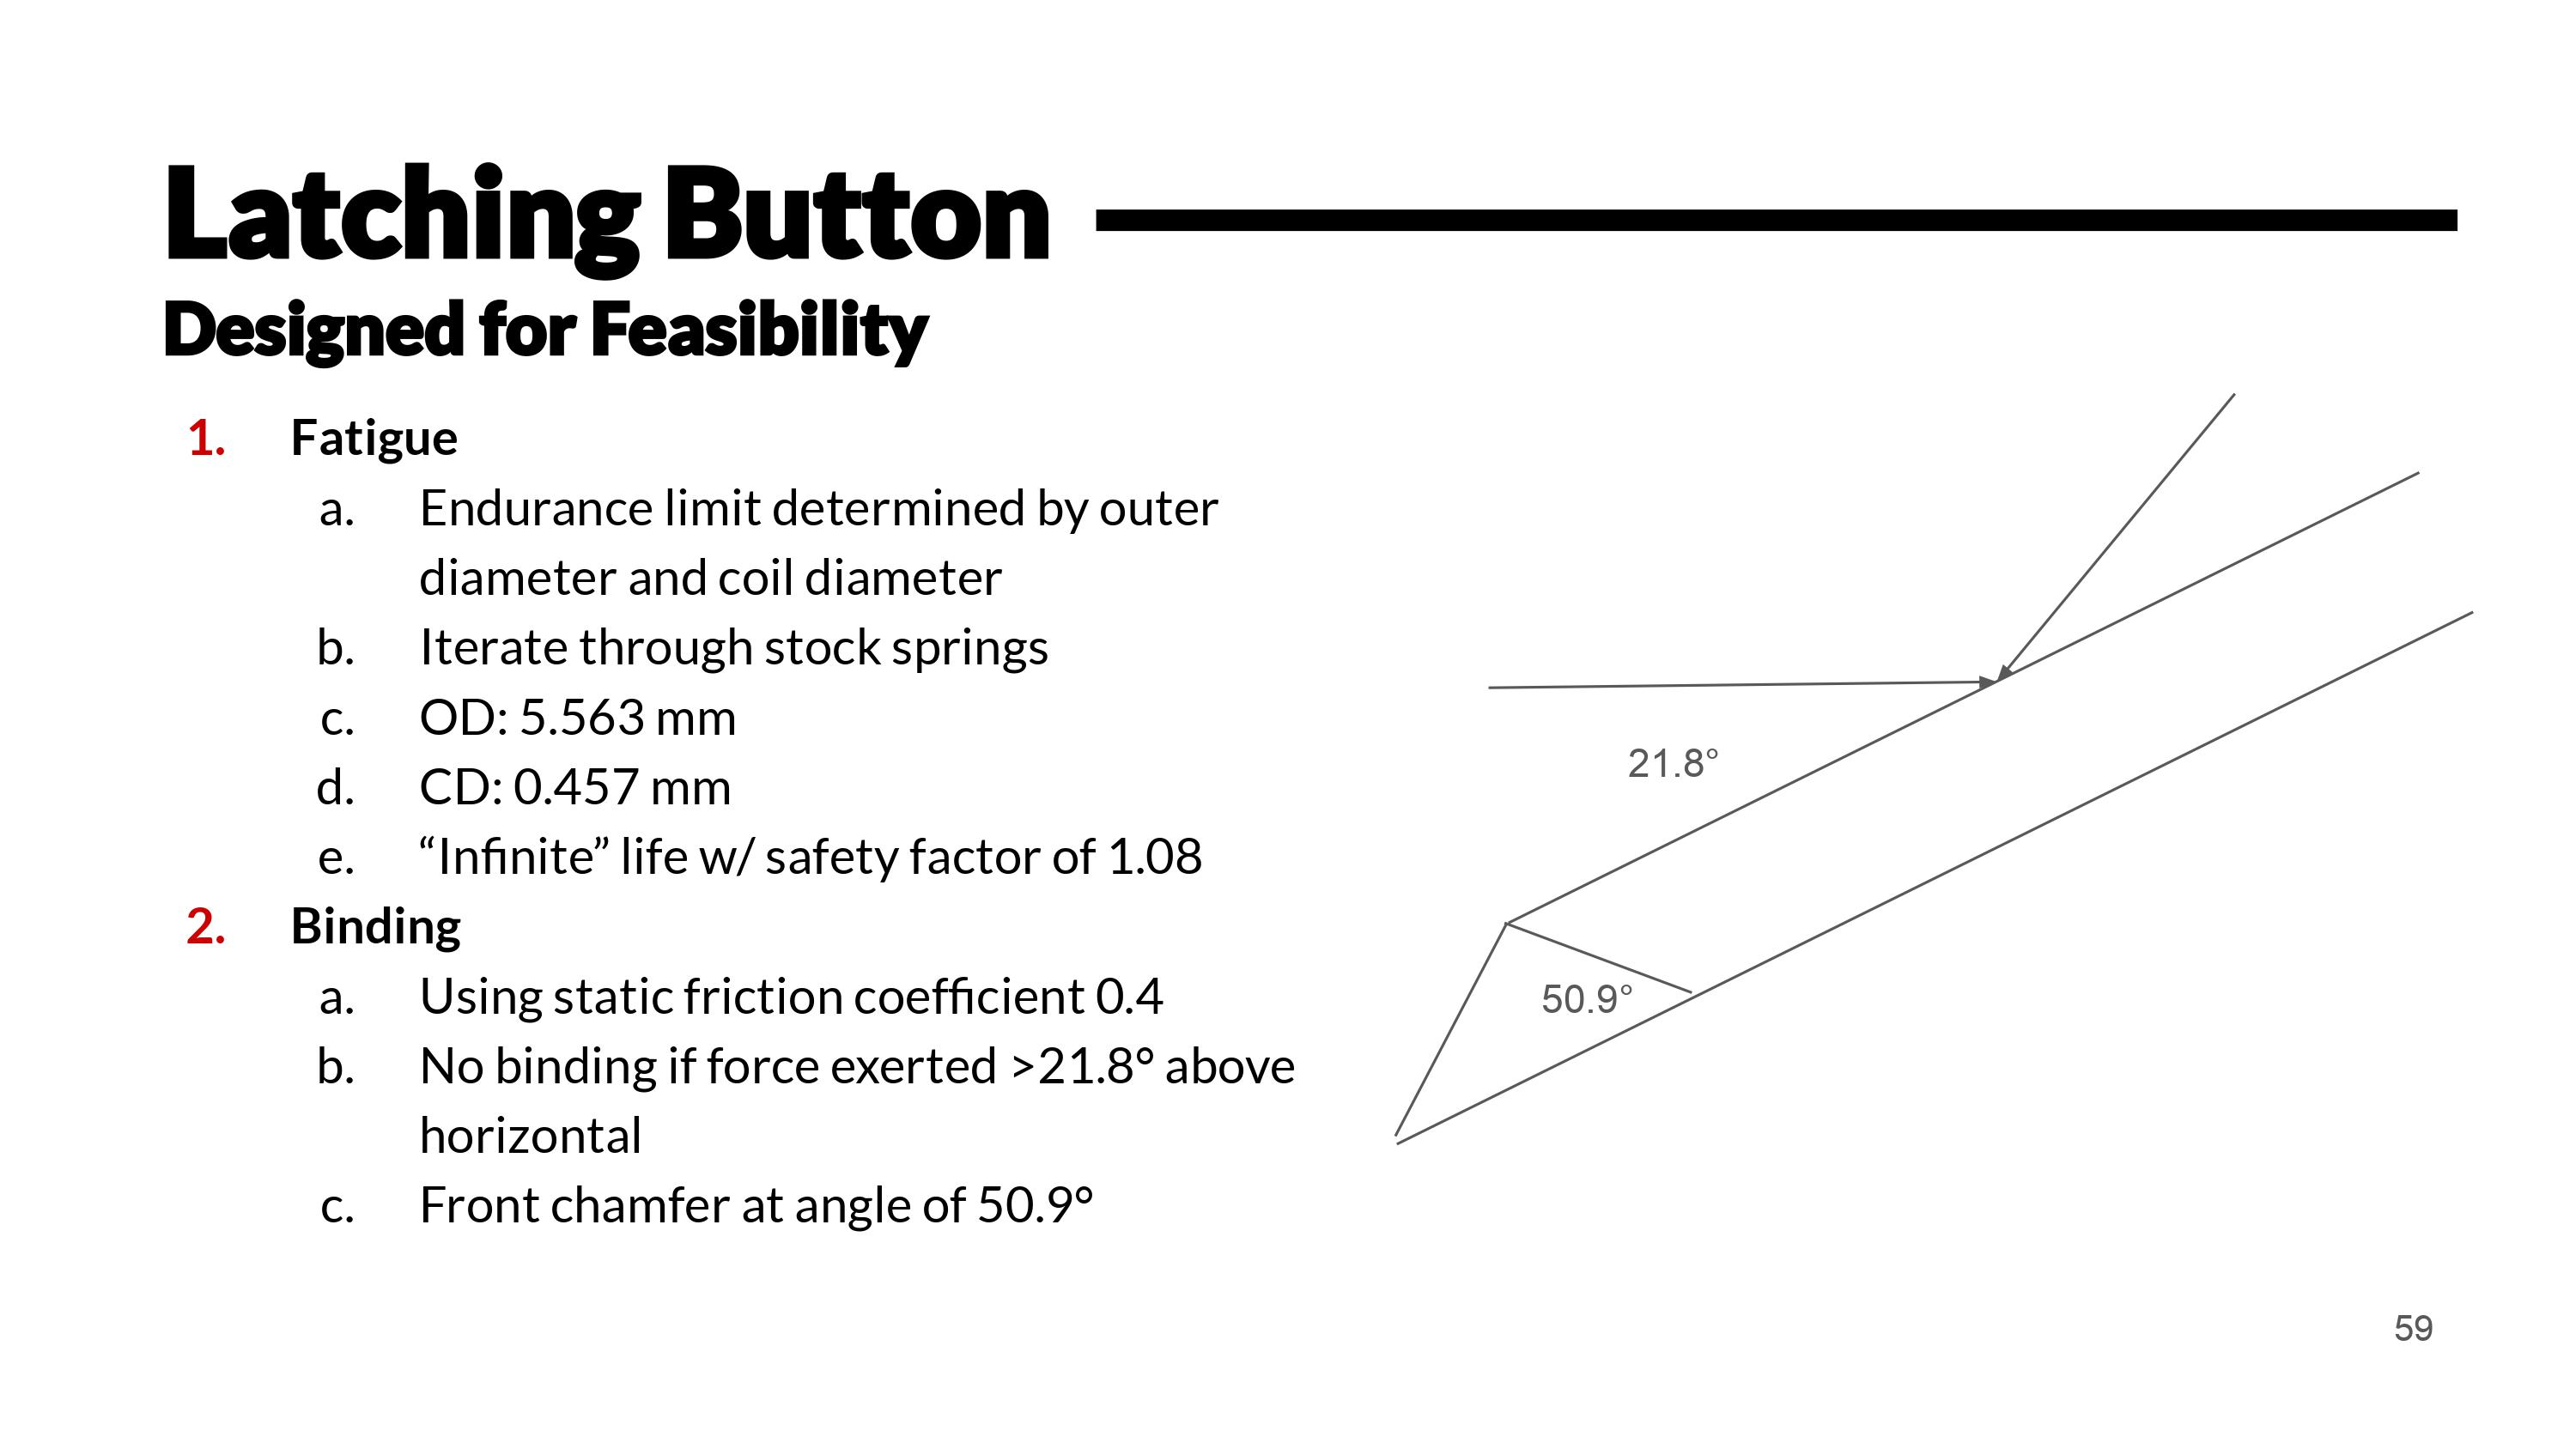 Latching Button
Designed for Feasibility
1. Fatigue
a. Endurance limit determined by outer
diameter and coil diameter
b. Iterate through stock springs
c. OD: 5.563 mm
d. CD: 0.457 mm
e. “Infinite” life w/ safety factor of 1.08
2. Binding
a. Using static friction coefficient 0.4
b. No binding if force exerted >21.8° above
horizontal
c. Front chamfer at angle of 50.9°
21.8°
50.9°
59